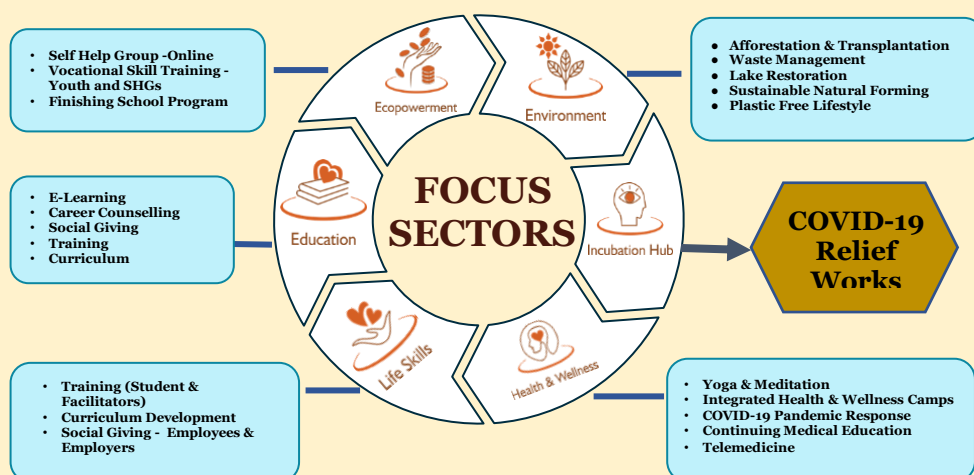 • Self Help Group -Online
• Vocational Skill Training -
Youth and SHGs
• Finishing School Program
Ecopowerment
Environment
● Afforestation & Transplantation
● Waste Management
● Lake Restoration
● Sustainable Natural Forming
● Plastic Free Lifestyle
• E-Learning
• Career Counselling
• Social Giving
• Training
• Curriculum
Education
FOCUS
SECTORS
Incubation Hub
COVID-19
Relief
Works
• Training (Student &
Facilitators)
• Curriculum Development
• Social Giving - Employees &
Employers
Life Skills
Health & Wellness
• Yoga & Meditation
• Integrated Health & Wellness Camps
• COVID-19 Pandemic Response
• Continuing Medical Education
• Telemedicine